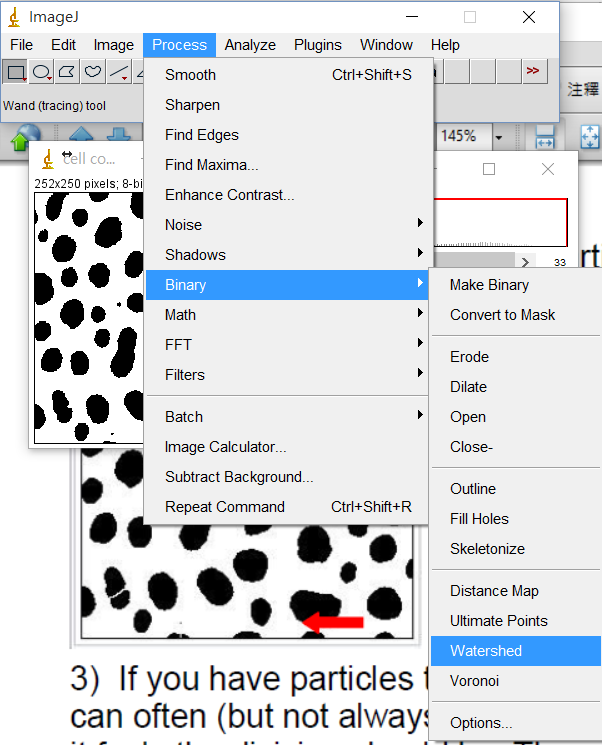 ImageJ
File Edit Image Process Analyze Plugins Window Help
>>
Wand (tracing) tool
注釋
145%
cell co...
252x250 pixels; 8-bi
33
Smooth Ctrl+Shift+S
Sharpen
Find Edges
Find Maxima...
Enhance Contrast...
Noise
Shadows
Binary
Math
FFT
Filters
Batch
Image Calculator...
Subtract Background...
Repeat Command Ctrl+Shift+R
Make Binary
Convert to Mask
Erode
Dilate
Open
Close-
Outline
Fill Holes
Skeletonize
Distance Map
Ultimate Points
Watershed
Voronoi
Options...
3) If you have particles
can often (but not always